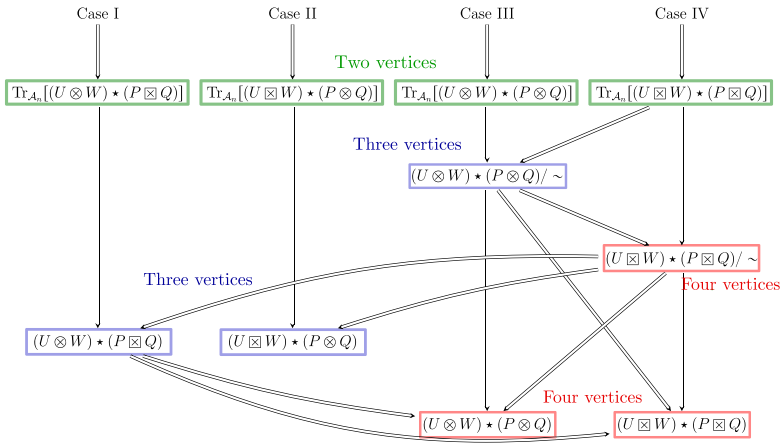 Case I Case II Case III Case IV
Two vertices
Tr_{𝒜_n}[(U ⊗ W) ⋆ (P ⊠ Q)] Tr_{𝒜_n}[(U ⊠ W) ⋆ (P ⊗ Q)] Tr_{𝒜_n}[(U ⊗ W) ⋆ (P ⊗ Q)] Tr_{𝒜_n}[(U ⊠ W) ⋆ (P ⊠ Q)]
Three vertices
(U ⊗ W) ⋆ (P ⊗ Q)/ ∼
(U ⊠ W) ⋆ (P ⊠ Q)/ ∼
Three vertices
Four vertices
(U ⊗ W) ⋆ (P ⊠ Q) (U ⊠ W) ⋆ (P ⊗ Q)
Four vertices
(U ⊗ W) ⋆ (P ⊗ Q) (U ⊠ W) ⋆ (P ⊠ Q)